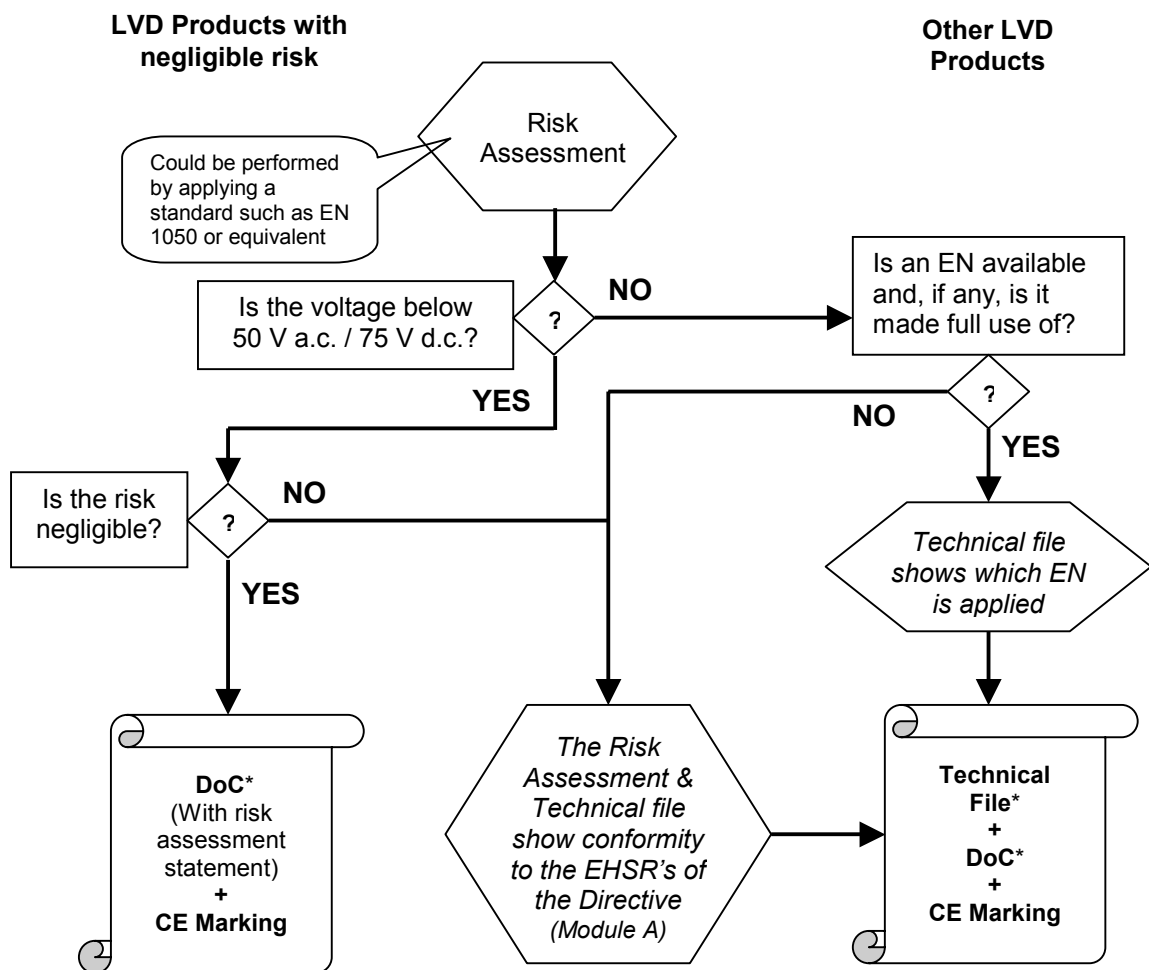 LVD Products with
negligible risk
Other LVD
Products
Risk
Assessment
Could be performed
by applying a
standard such as EN
1050 or equivalent
Is the voltage below
50 V a.c. / 75 V d.c.?
?
NO
Is an EN available
and, if any, is it
made full use of?
YES
?
NO
YES
Is the risk
negligible?
?
NO
YES
Technical file
shows which EN
is applied
DoC*
(With risk
assessment
statement)
+
CE Marking
The Risk
Assessment &
Technical file
show conformity
to the EHSR's of
the Directive
(Module A)
Technical
File*
+
DoC*
+
CE Marking